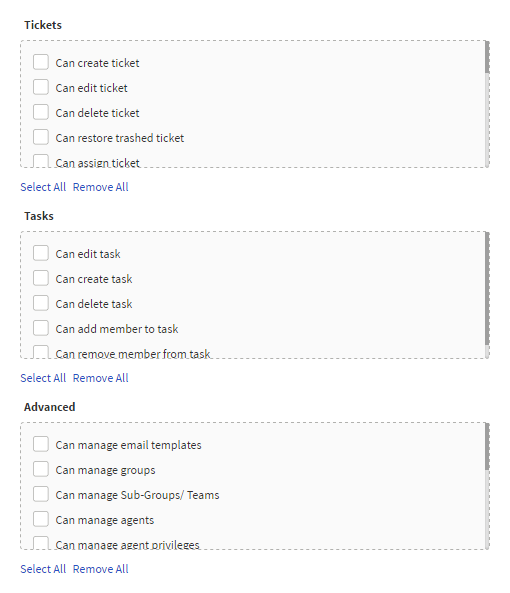 Tickets
Can create ticket
Can edit ticket
Can delete ticket
Can restore trashed ticket
Can assign ticket
Select All Remove All
Tasks
Can edit task
Can create task
Can delete task
Can add member to task
Can remove member from task
Select All Remove All
Advanced
Can manage email templates
Can manage groups
Can manage Sub-Groups/ Teams
Can manage agents
Can manage agent privileges
Select All Remove All